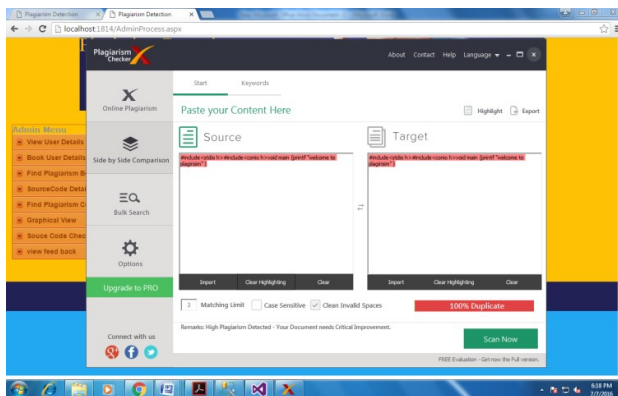 Plagiarism Detection
Plagiarism Detection
localhost:1814/AdminProcess.aspx
Plagiarism
Checker
About Contact Help Language
Start Keywords
Online Plagiarism
Paste your Content Here
Highlight Export
Admin Menu
View User Details
Book User Details
Find Plagiarism B
SourceCode Detai
Find Plagiarism C
Graphical View
Souce Code Chec
view feed back
Side by Side Comparison
Bulk Search
Options
Upgrade to PRO
Connect with us
Source Target
#include<stdio h>#include<conio h>void main (printf "welcome to
plagirsim" )
#include<stdio h>#include<conio h>void main (printf "welcome to
plagirsim" )
Import Clear Highlighting Clear
Import Clear Highlighting Clear
3 Matching Limit Case Sensitive Clean Invalid Spaces 100% Duplicate
Remarks: High Plagiarism Detected - Your Document needs Critical Improvement.
Scan Now
FREE Evaluation - Get now the Full version.
6:18 PM
7/7/2016